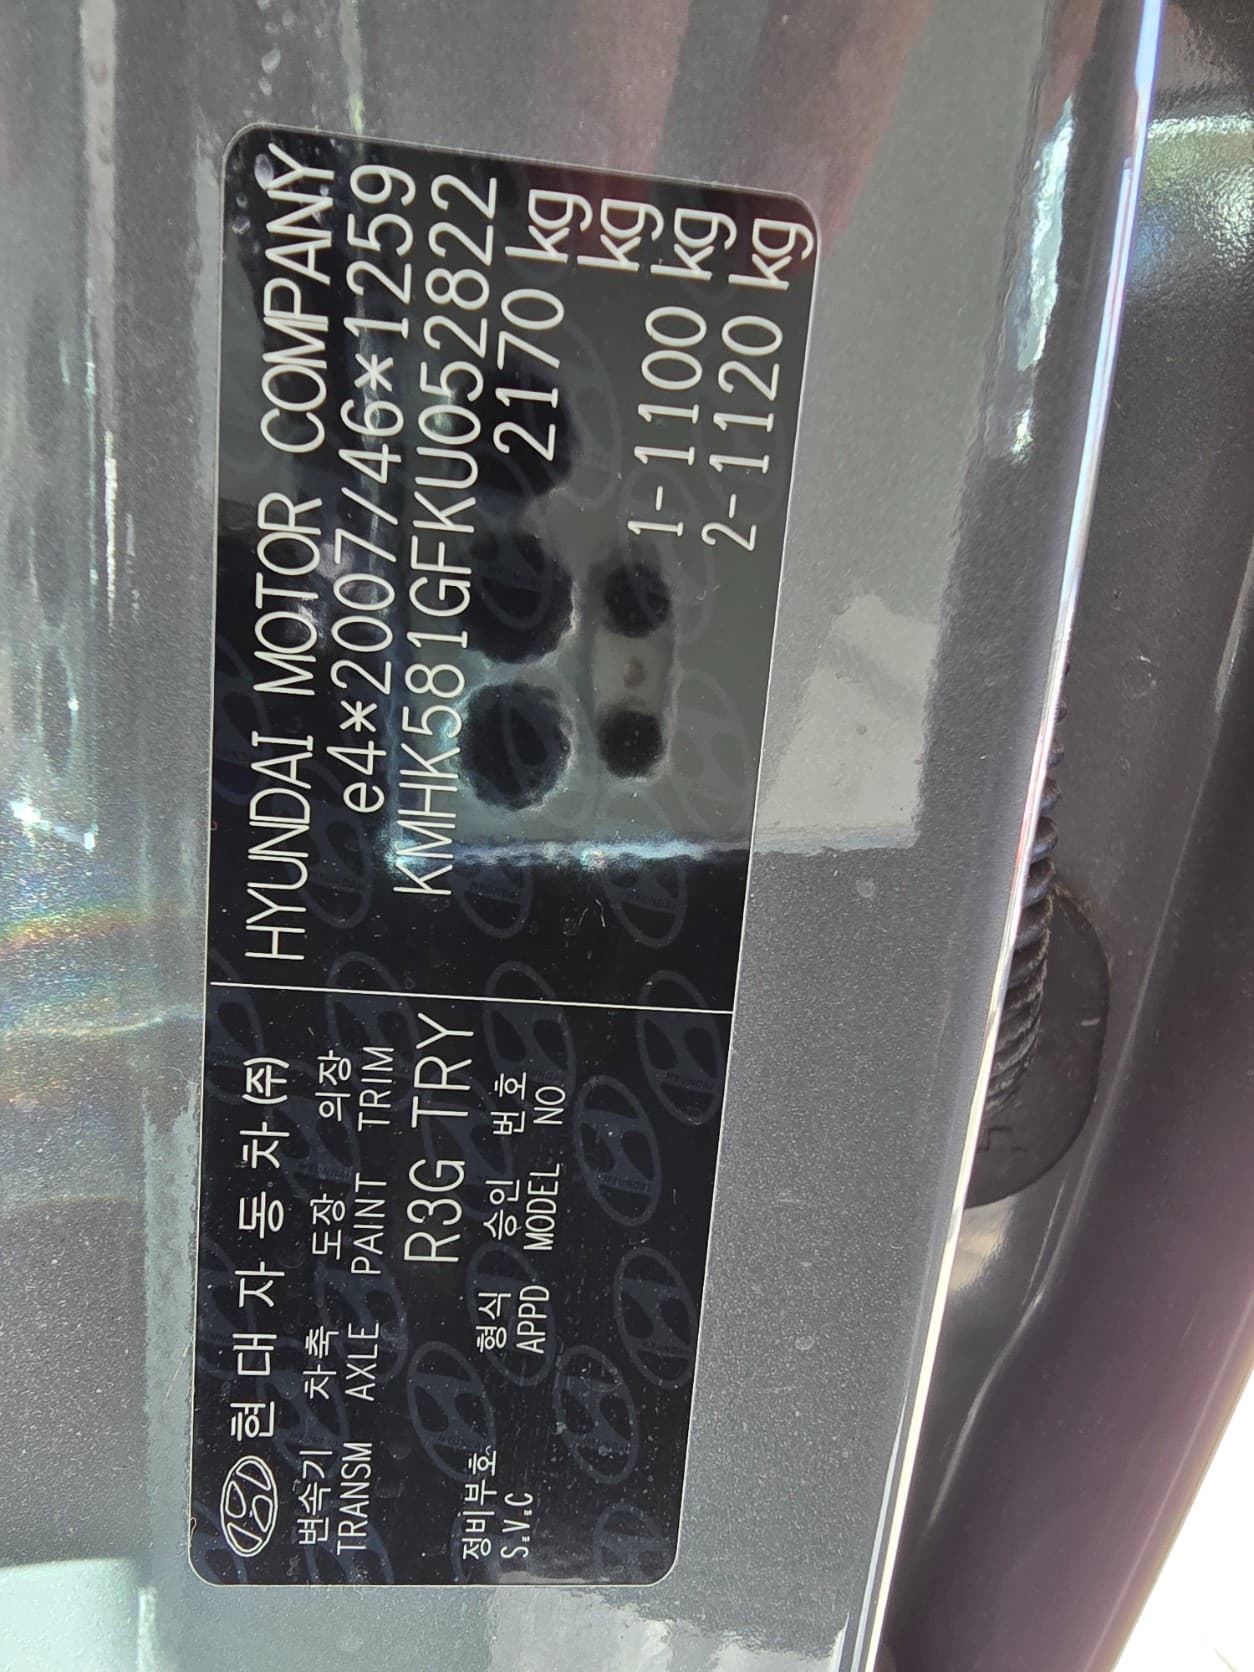 현대자동차(주)
변속기 차축 도장 의장
TRANSM AXLE PAINT TRIM
R3G TRY
정비부호 형식 승인 번호
S.V.C APPD MODEL NO
HYUNDAI MOTOR COMPANY
e4*2007/46*1259
KMHK581GFKU052822
2170 kg
kg
1-1100 kg
2-1120 kg